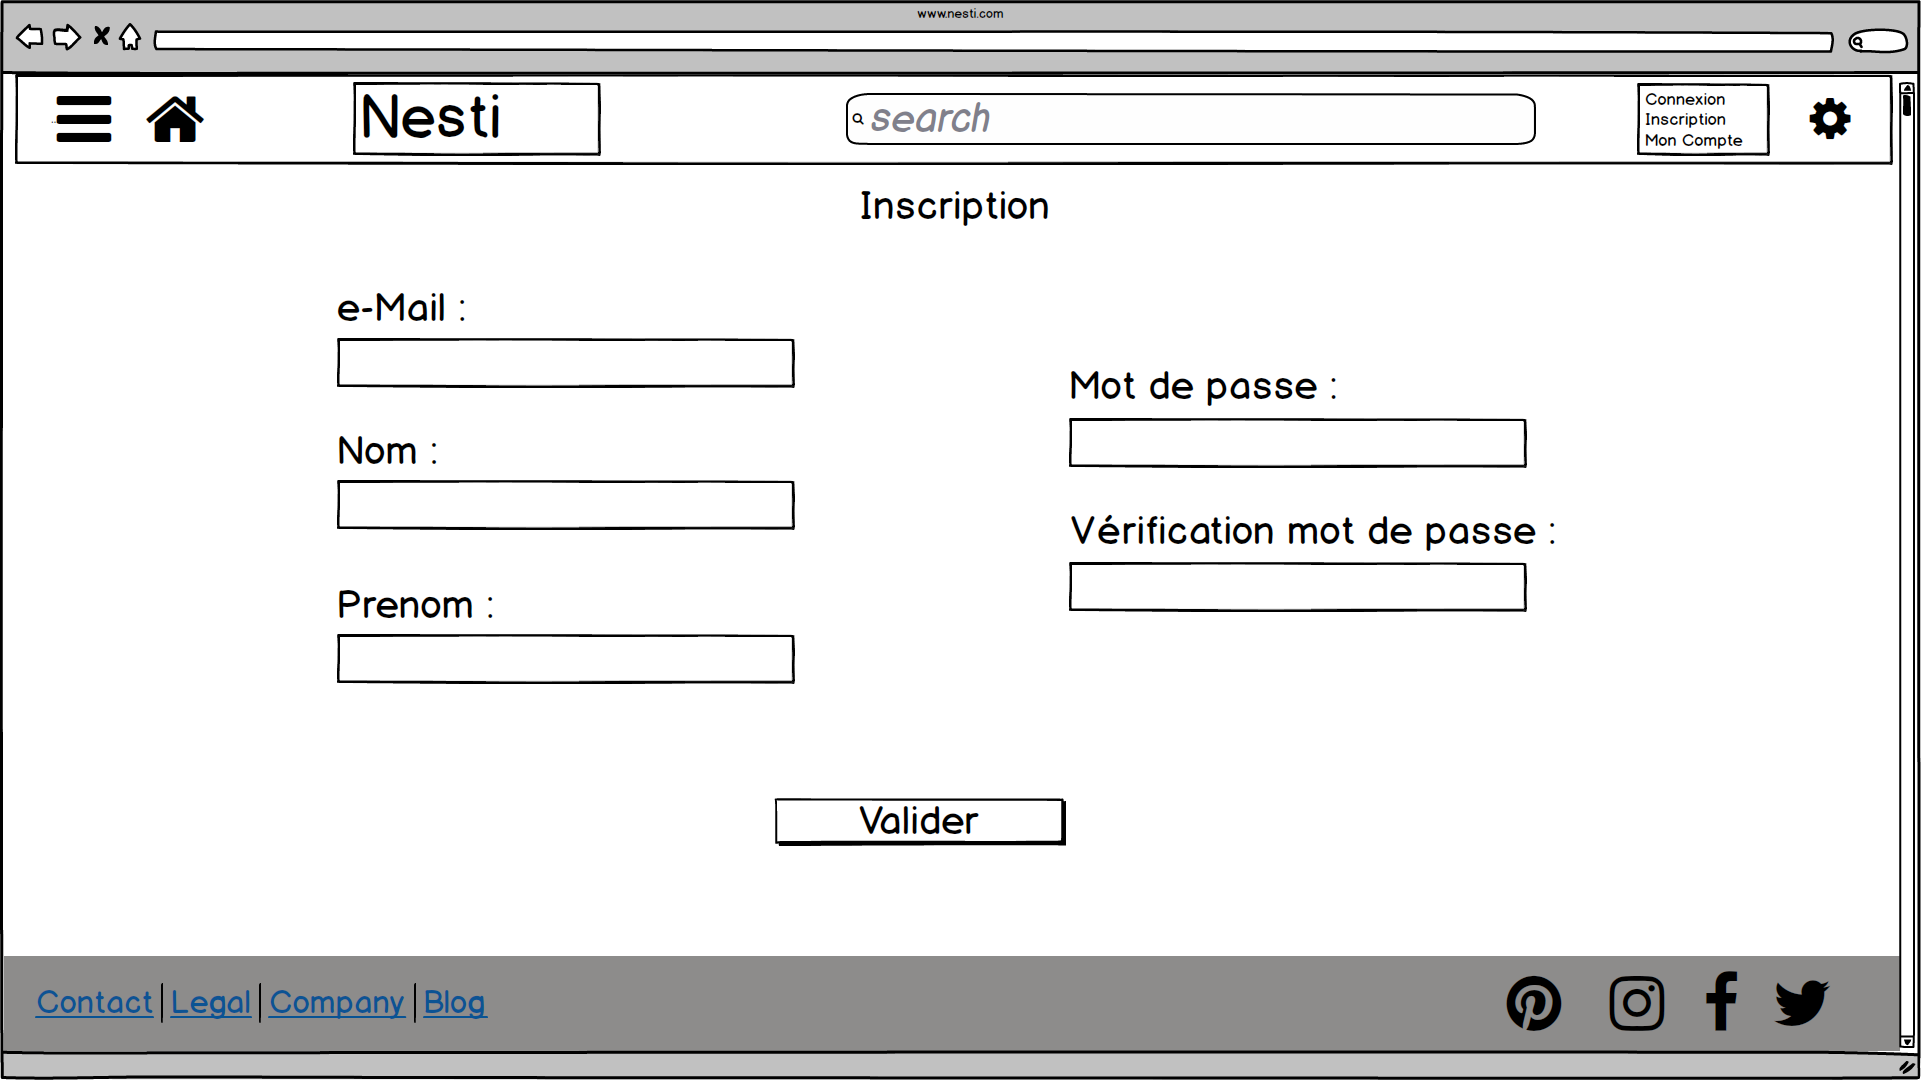 www.nesti.com
Nesti
search
Connexion
Inscription
Mon Compte
Inscription
e-Mail :
Nom :
Prenom :
Mot de passe :
Vérification mot de passe :
Valider
Contact | Legal | Company | Blog